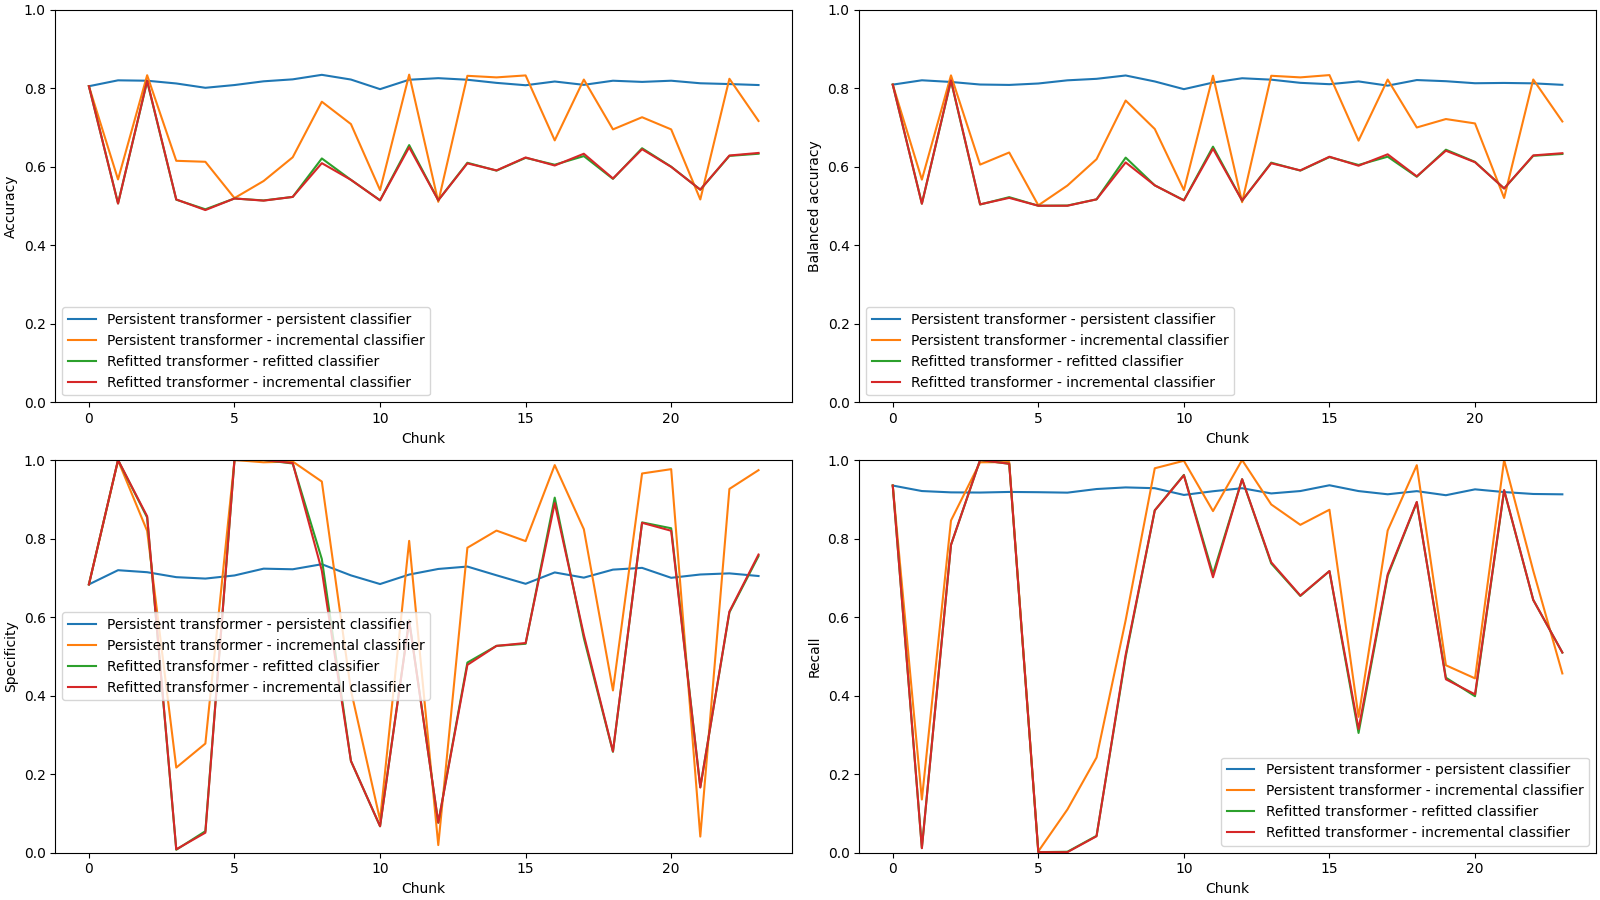 1.0
0.8
0.6
0.4
0.2
0.0
Accuracy
Persistent transformer - persistent classifier
Persistent transformer - incremental classifier
Refitted transformer - refitted classifier
Refitted transformer - incremental classifier
0 5 10 15 20
Chunk
1.0
0.8
0.6
0.4
0.2
0.0
Balanced accuracy
Persistent transformer - persistent classifier
Persistent transformer - incremental classifier
Refitted transformer - refitted classifier
Refitted transformer - incremental classifier
0 5 10 15 20
Chunk
1.0
0.8
0.6
0.4
0.2
0.0
Specificity
Persistent transformer - persistent classifier
Persistent transformer - incremental classifier
Refitted transformer - refitted classifier
Refitted transformer - incremental classifier
0 5 10 15 20
Chunk
1.0
0.8
0.6
0.4
0.2
0.0
Recall
Persistent transformer - persistent classifier
Persistent transformer - incremental classifier
Refitted transformer - refitted classifier
Refitted transformer - incremental classifier
0 5 10 15 20
Chunk